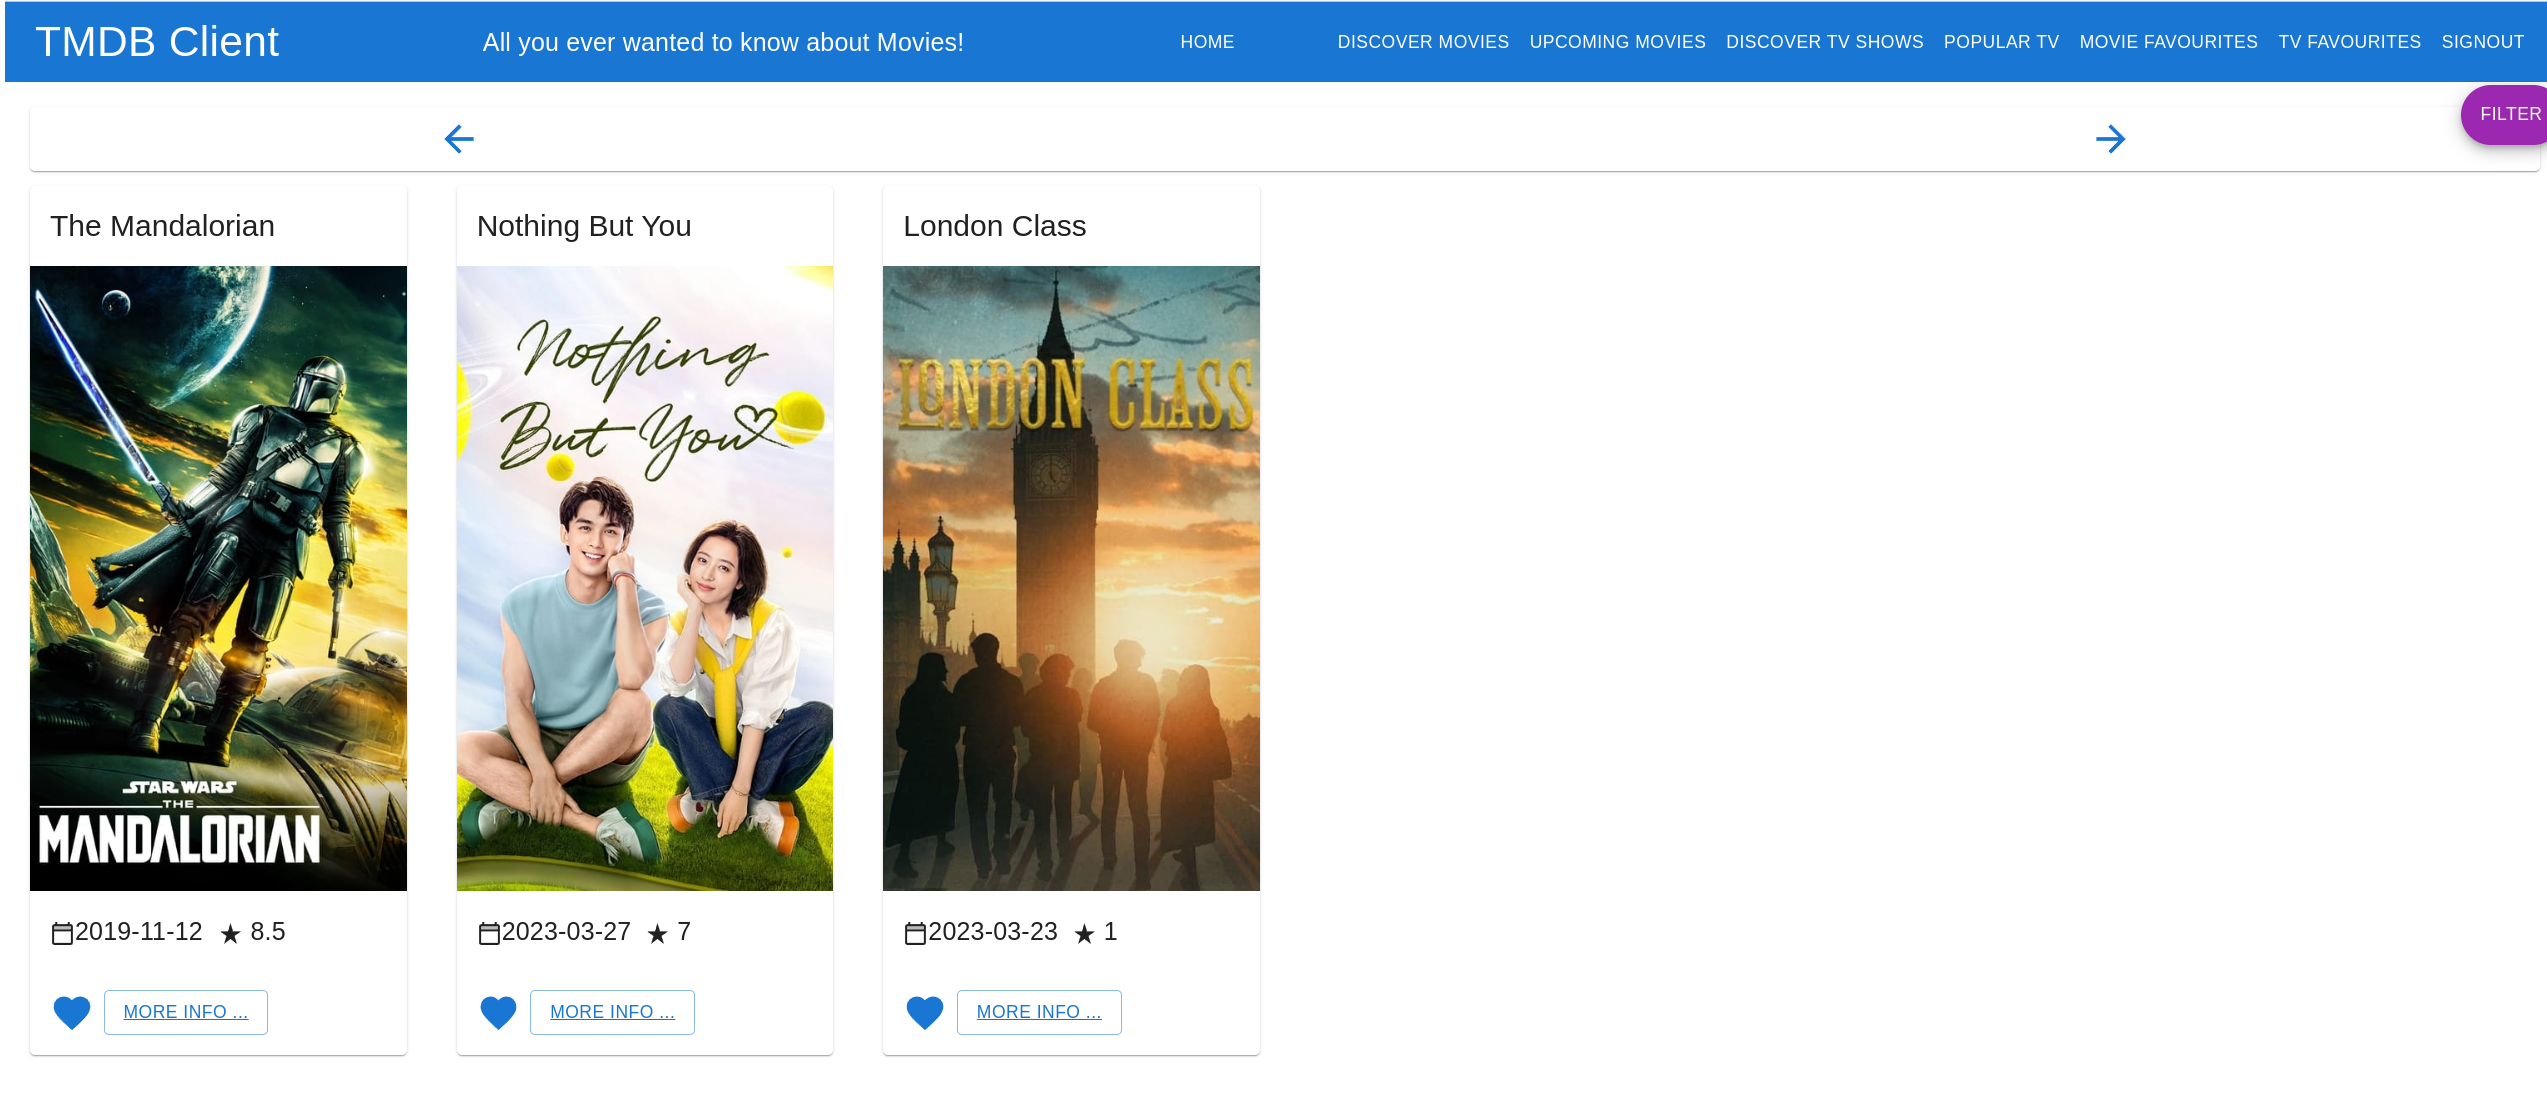 TMDB Client
All you ever wanted to know about Movies!
HOME
DISCOVER MOVIES
UPCOMING MOVIES
DISCOVER TV SHOWS
POPULAR TV
MOVIE FAVOURITES
TV FAVOURITES
SIGNOUT
FILTER
The Mandalorian
STAR WARS
THE
MANDALORIAN
2019-11-12 ★ 8.5
MORE INFO ...
Nothing But You
Nothing
But You
2023-03-27 ★ 7
MORE INFO ...
London Class
LONDON CLASS
2023-03-23 ★ 1
MORE INFO ...